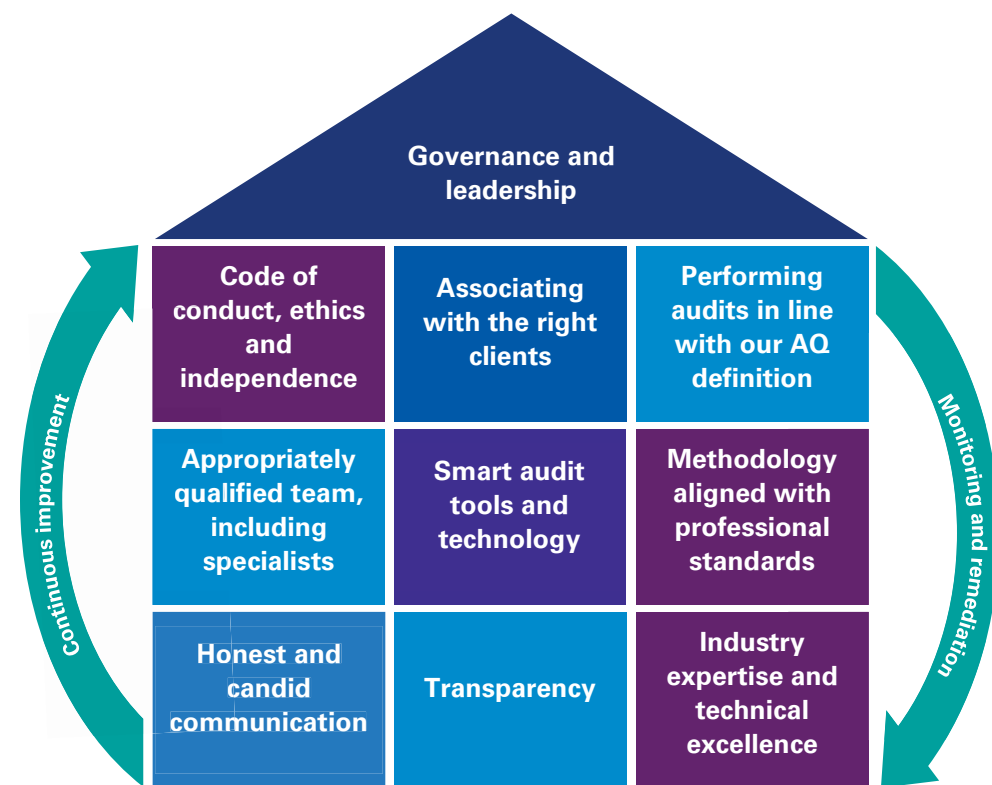 Governance and
leadership
Code of
conduct, ethics
and
independence
Associating
with the right
clients
Performing
audits in line
with our AQ
definition
Appropriately
qualified team,
including
specialists
Smart audit
tools and
technology
Methodology
aligned with
professional
standards
Honest and
candid
communication
Transparency
Industry
expertise and
technical
excellence
Continuous improvement
Monitoring and remediation